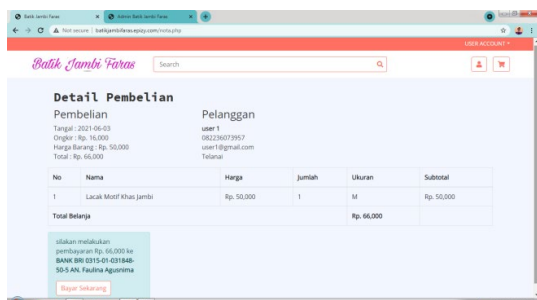 Batik Jambi Faras
Admin Batik Jambi Faras
Not secure | batikjambifaras.epizy.com/nota.php
USER ACCOUNT
Batik Jambi Faras
Search
Detail Pembelian
Pembelian
Tangal : 2021-06-03
Ongkir : Rp. 16,000
Harga Barang : Rp. 50,000
Total : Rp. 66,000
Pelanggan
user 1
082236073957
user1@gmail.com
Telanai
No Nama Harga Jumlah Ukuran Subtotal
1 Lacak Motif Khas Jambi Rp. 50,000 1 M Rp. 50,000
Total Belanja Rp. 66,000
silakan melakukan
pembayaran Rp. 66,000 ke
BANK BRI 0315-01-031848-
50-5 AN. Faulina Agusnima
Bayar Sekarang